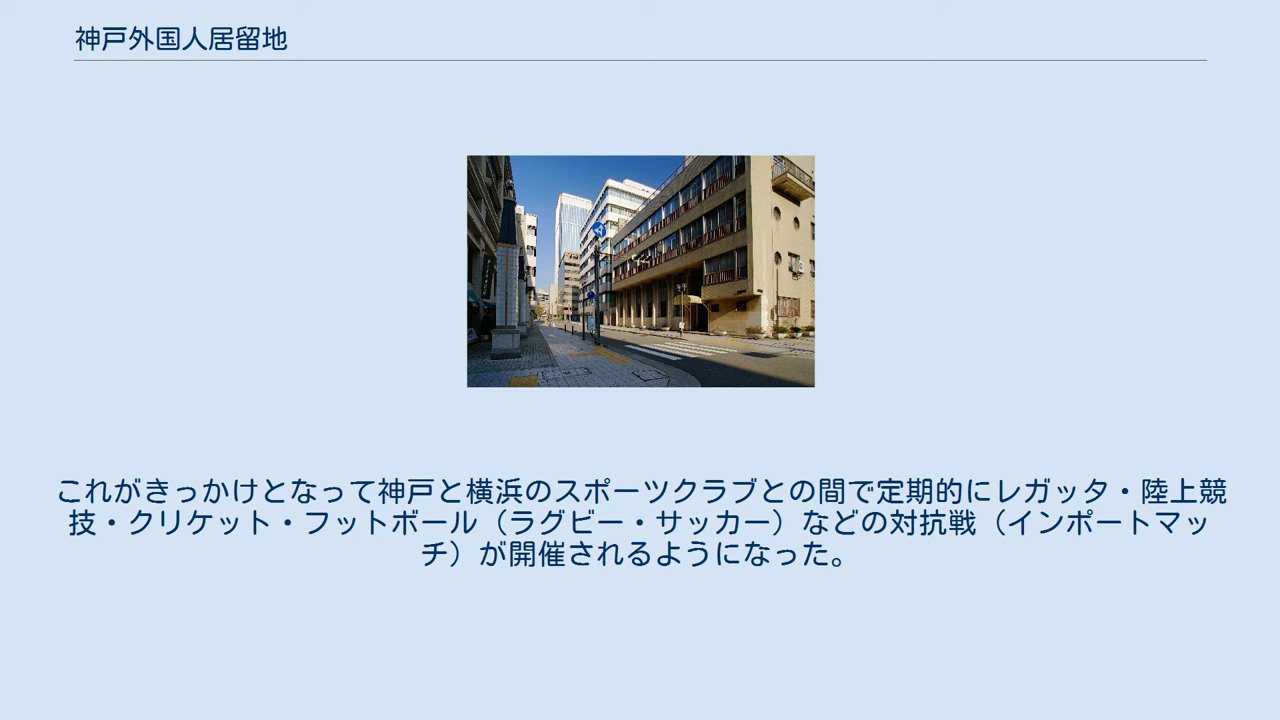 神戸外国人居留地
これがきっかけとなって神戸と横浜のスポーツクラブとの間で定期的にレガッタ・陸上競
技・クリケット・フットボール（ラグビー・サッカー）などの対抗戦（インポートマッ
チ）が開催されるようになった。